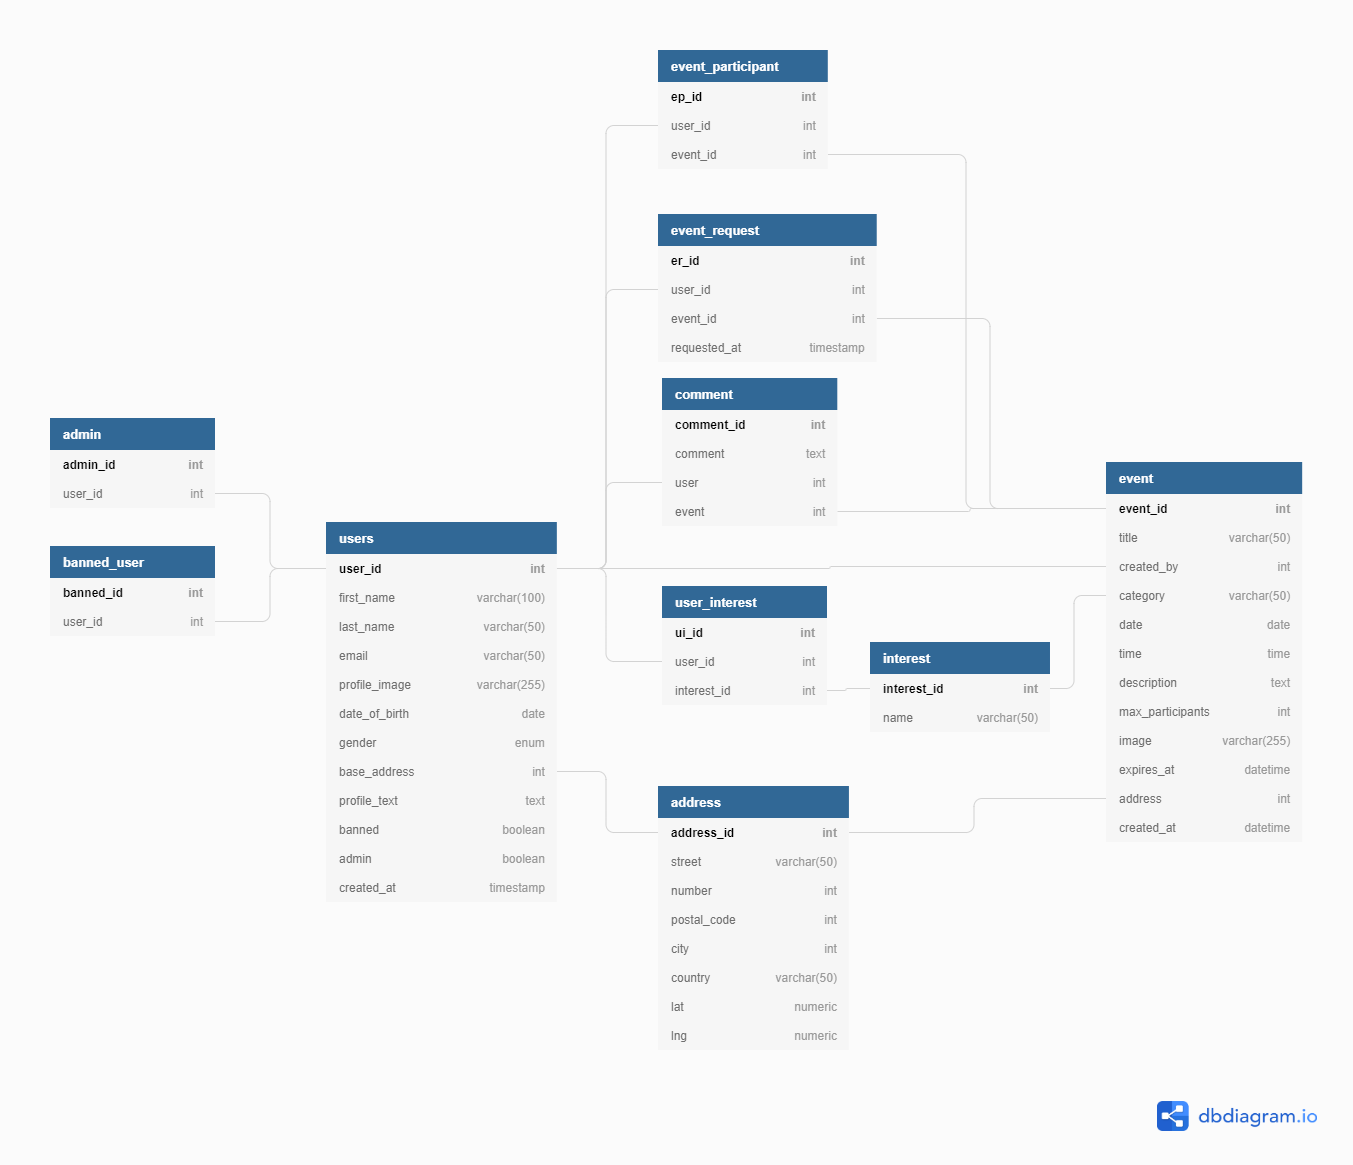 event_participant
ep_id int
user_id int
event_id int
event_request
er_id int
user_id int
event_id int
requested_at timestamp
comment
comment_id int
comment text
user int
event int
admin
admin_id int
user_id int
banned_user
banned_id int
user_id int
users
user_id int
first_name varchar(100)
last_name varchar(50)
email varchar(50)
profile_image varchar(255)
date_of_birth date
gender enum
base_address int
profile_text text
banned boolean
admin boolean
created_at timestamp
user_interest
ui_id int
user_id int
interest_id int
interest
interest_id int
name varchar(50)
address
address_id int
street varchar(50)
number int
postal_code int
city int
country varchar(50)
lat numeric
lng numeric
event
event_id int
title varchar(50)
created_by int
category varchar(50)
date date
time time
description text
max_participants int
image varchar(255)
expires_at datetime
address int
created_at datetime
dbdiagram.io